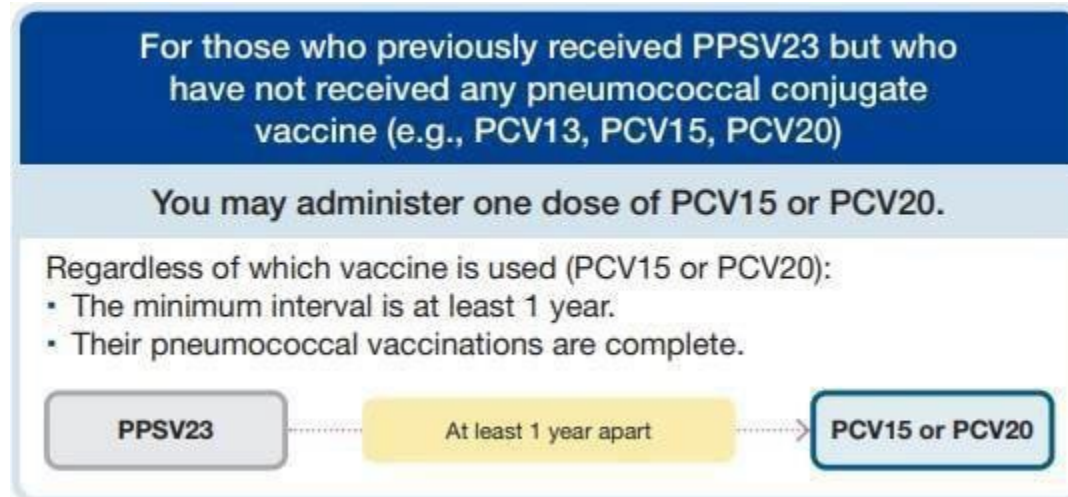 For those who previously received PPSV23 but who
have not received any pneumococcal conjugate
vaccine (e.g., PCV13, PCV15, PCV20)
You may administer one dose of PCV15 or PCV20.
Regardless of which vaccine is used (PCV15 or PCV20):
▪ The minimum interval is at least 1 year.
▪ Their pneumococcal vaccinations are complete.
PPSV23 At least 1 year apart PCV15 or PCV20